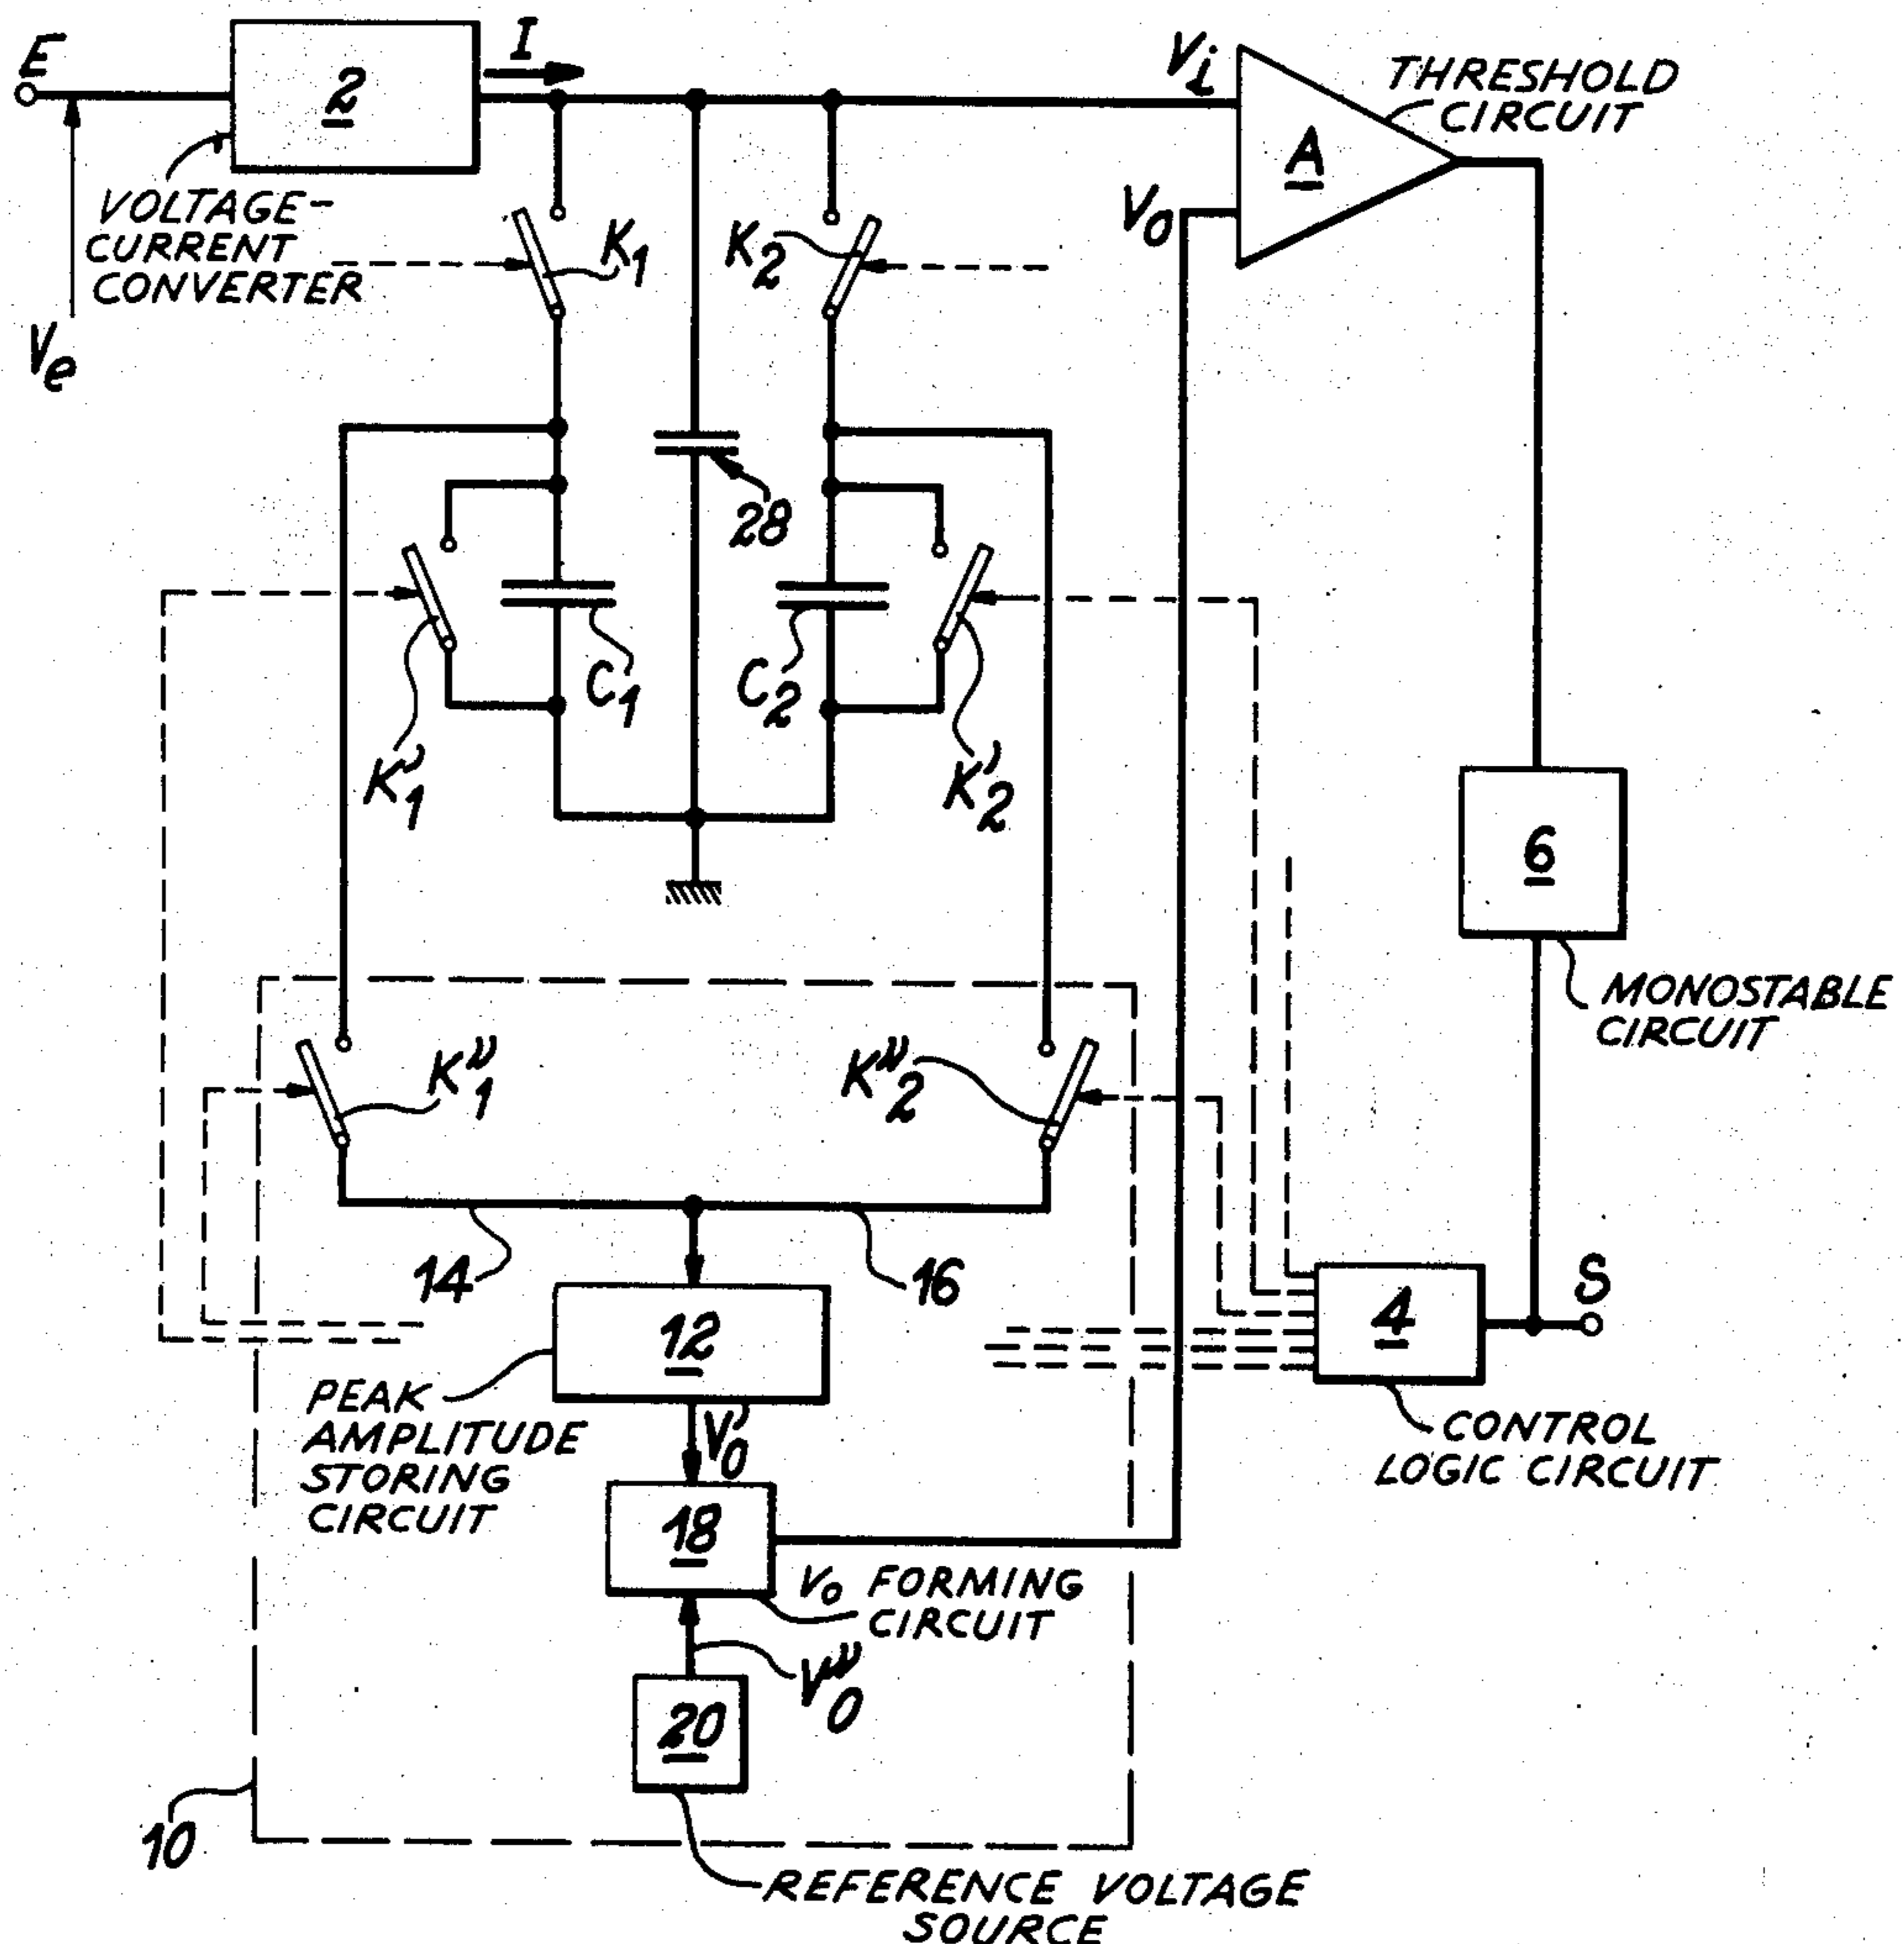 E
2
I
Vi
THRESHOLD
CIRCUIT
A
VOLTAGE-
CURRENT
CONVERTER
K1
K2
Vo
Ve
28
C1
C2
K'1
K'2
6
MONOSTABLE
CIRCUIT
K"1
K"2
14
16
12
4
S
PEAK
AMPLITUDE
STORING
CIRCUIT
V'0
CONTROL
LOGIC CIRCUIT
18
Vo FORMING
CIRCUIT
V"0
20
10
REFERENCE VOLTAGE
SOURCE